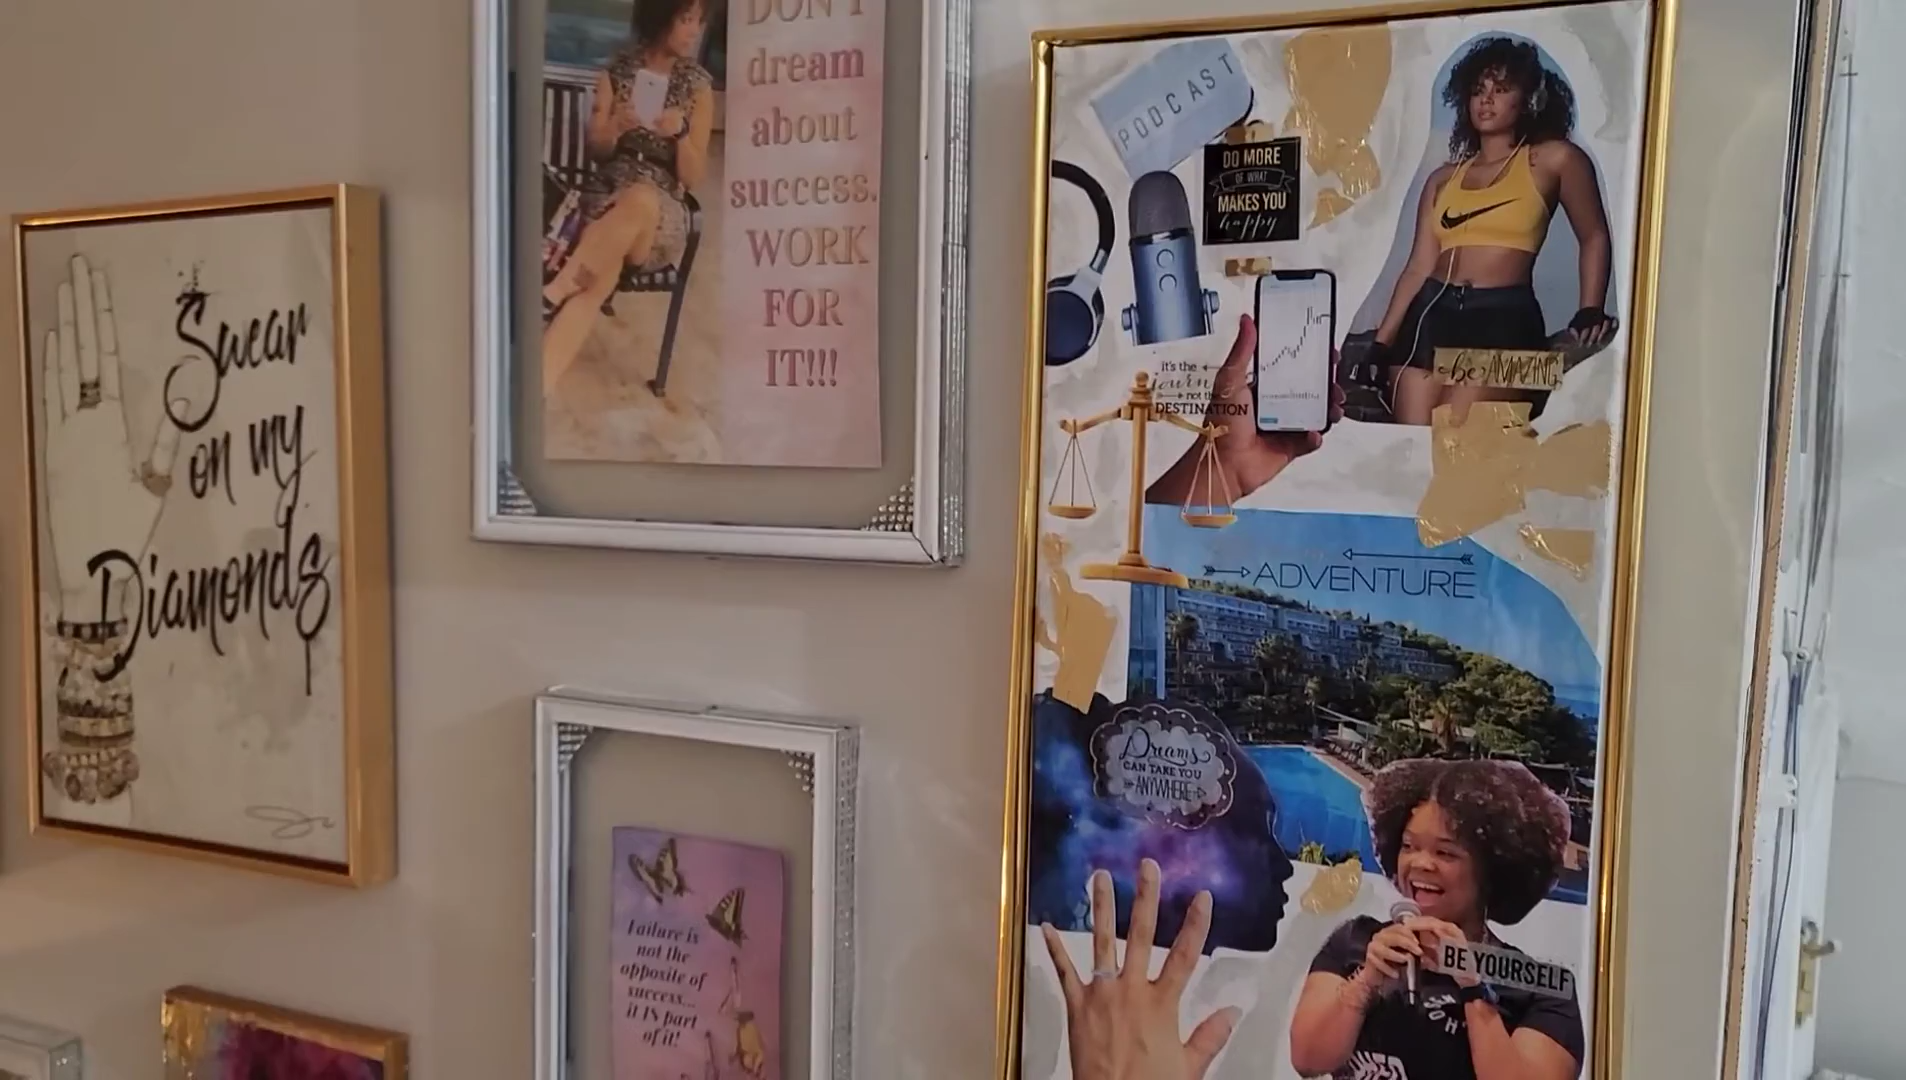 Swear
on my
Diamonds
DON'T
dream
about
success.
WORK
FOR
IT!!!
Failure is
not the
opposite of
success...
it IS part
of it!
PODCAST
DO MORE
OF WHAT
MAKES YOU
happy
it's the
journ
not the
DESTINATION
be AMAZING
ADVENTURE
Dreams
CAN TAKE YOU
ANYWHERE
BE YOURSELF